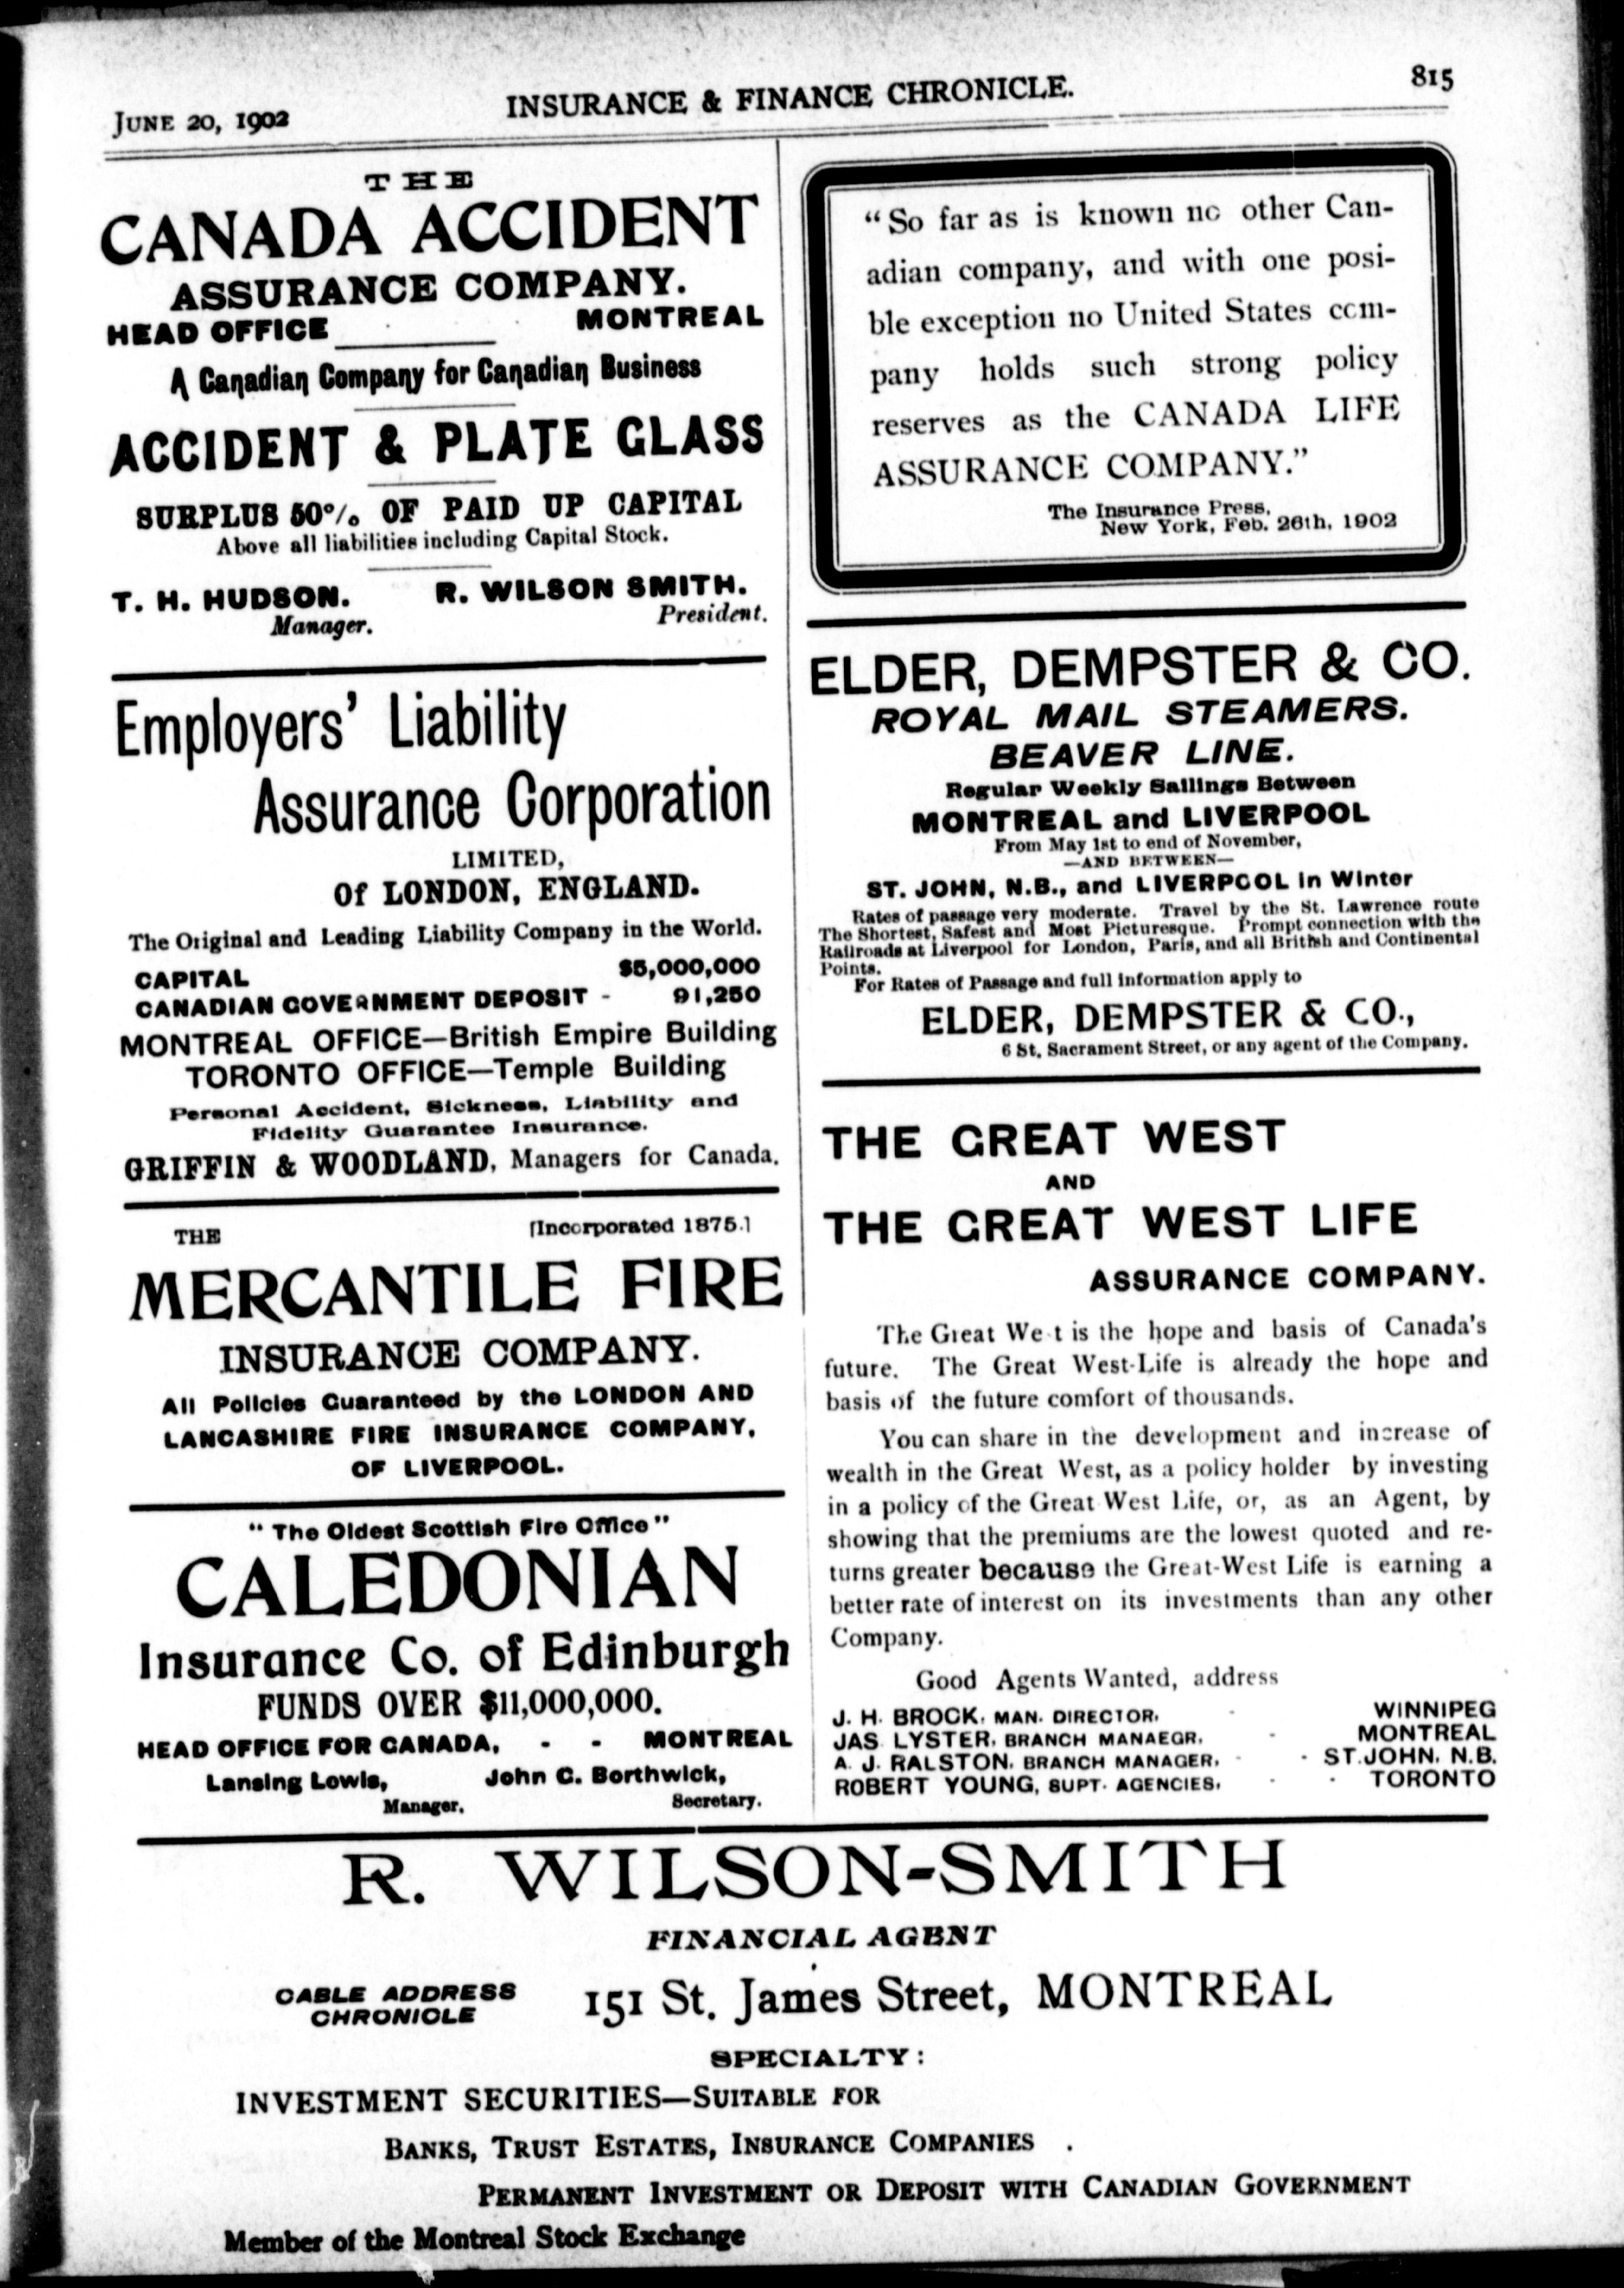 JUNE 20, 1902
INSURANCE & FINANCE CHRONICLE.
815
THE
CANADA ACCIDENT
ASSURANCE COMPANY.
HEAD OFFICE MONTREAL
A Canadian Company for Canadian Business
ACCIDENT & PLATE GLASS
SURPLUS 50% OF PAID UP CAPITAL
Above all liabilities including Capital Stock.
T. H. HUDSON. R. WILSON SMITH.
Manager. President.
Employers' Liability
Assurance Corporation
LIMITED,
Of LONDON, ENGLAND.
The Original and Leading Liability Company in the World.
CAPITAL $5,000,000
CANADIAN GOVERNMENT DEPOSIT - 91,250
MONTREAL OFFICE—British Empire Building
TORONTO OFFICE—Temple Building
Personal Accident, Sickness, Liability and
Fidelity Guarantee Insurance.
GRIFFIN & WOODLAND, Managers for Canada.
THE [Incorporated 1875.]
MERCANTILE FIRE
INSURANCE COMPANY.
All Policies Guaranteed by the LONDON AND
LANCASHIRE FIRE INSURANCE COMPANY,
OF LIVERPOOL.
"The Oldest Scottish Fire Office"
CALEDONIAN
Insurance Co. of Edinburgh
FUNDS OVER $11,000,000.
HEAD OFFICE FOR CANADA, - - MONTREAL
Lansing Lewis, John C. Borthwick,
Manager. Secretary.
"So far as is known no other Can-
adian company, and with one posi-
ble exception no United States com-
pany holds such strong policy
reserves as the CANADA LIFE
ASSURANCE COMPANY."
The Insurance Press,
New York, Feb. 26th, 1902
ELDER, DEMPSTER & CO.
ROYAL MAIL STEAMERS.
BEAVER LINE.
Regular Weekly Sailings Between
MONTREAL and LIVERPOOL
From May 1st to end of November,
—AND BETWEEN—
ST. JOHN, N.B., and LIVERPOOL in Winter
Rates of passage very moderate. Travel by the St. Lawrence route
The Shortest, Safest and Most Picturesque. Prompt connection with the
Railroads at Liverpool for London, Paris, and all British and Continental
Points.
For Rates of Passage and full information apply to
ELDER, DEMPSTER & CO.,
6 St. Sacrament Street, or any agent of the Company.
THE GREAT WEST
AND
THE GREAT WEST LIFE
ASSURANCE COMPANY.
The Great West is the hope and basis of Canada's
future. The Great West-Life is already the hope and
basis of the future comfort of thousands.
You can share in the development and increase of
wealth in the Great West, as a policy holder by investing
in a policy of the Great West Life, or, as an Agent, by
showing that the premiums are the lowest quoted and re-
turns greater because the Great-West Life is earning a
better rate of interest on its investments than any other
Company.
Good Agents Wanted, address
J. H. BROCK, MAN. DIRECTOR, - WINNIPEG
JAS LYSTER, BRANCH MANAEGR, - MONTREAL
A. J. RALSTON, BRANCH MANAGER, - - ST. JOHN, N.B.
ROBERT YOUNG, SUPT. AGENCIES, - - TORONTO
R. WILSON-SMITH
FINANCIAL AGENT
CABLE ADDRESS
CHRONICLE
151 St. James Street, MONTREAL
SPECIALTY:
INVESTMENT SECURITIES—SUITABLE FOR
BANKS, TRUST ESTATES, INSURANCE COMPANIES .
PERMANENT INVESTMENT OR DEPOSIT WITH CANADIAN GOVERNMENT
Member of the Montreal Stock Exchange